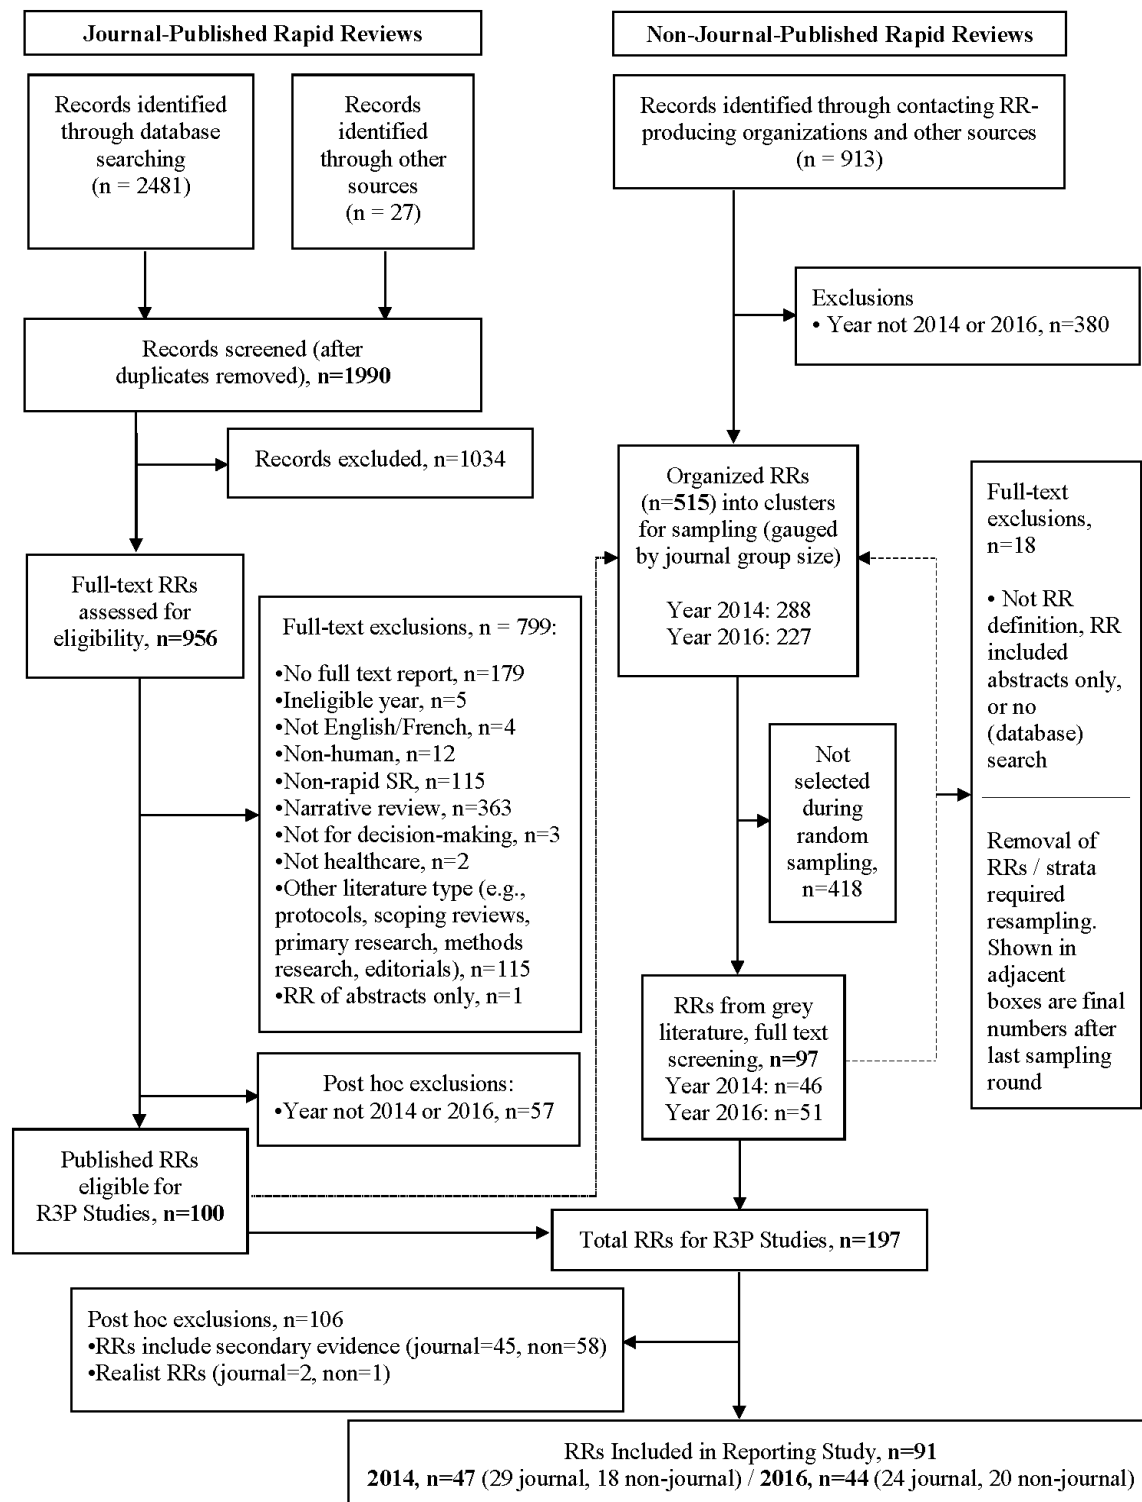 Journal-Published Rapid Reviews
Non-Journal-Published Rapid Reviews
Records identified
through database
searching
(n = 2481)
Records
identified
through other
sources
(n = 27)
Records identified through contacting RR-
producing organizations and other sources
(n = 913)
Exclusions
• Year not 2014 or 2016, n=380
Records screened (after
duplicates removed), n=1990
Records excluded, n=1034
Organized RRs
(n=515) into clusters
for sampling (gauged
by journal group size)
Year 2014: 288
Year 2016: 227
Full-text
exclusions,
n=18
• Not RR
definition, RR
included
abstracts only,
or no
(database)
search
Removal of
RRs / strata
required
resampling.
Shown in
adjacent
boxes are final
numbers after
last sampling
round
Full-text RRs
assessed for
eligibility, n=956
Full-text exclusions, n = 799:
•No full text report, n=179
•Ineligible year, n=5
•Not English/French, n=4
•Non-human, n=12
•Non-rapid SR, n=115
•Narrative review, n=363
•Not for decision-making, n=3
•Not healthcare, n=2
•Other literature type (e.g.,
protocols, scoping reviews,
primary research, methods
research, editorials), n=115
•RR of abstracts only, n=1
Not
selected
during
random
sampling,
n=418
RRs from grey
literature, full text
screening, n=97
Year 2014: n=46
Year 2016: n=51
Post hoc exclusions:
•Year not 2014 or 2016, n=57
Published RRs
eligible for
R3P Studies, n=100
Total RRs for R3P Studies, n=197
Post hoc exclusions, n=106
•RRs include secondary evidence (journal=45, non=58)
•Realist RRs (journal=2, non=1)
RRs Included in Reporting Study, n=91
2014, n=47 (29 journal, 18 non-journal) / 2016, n=44 (24 journal, 20 non-journal)